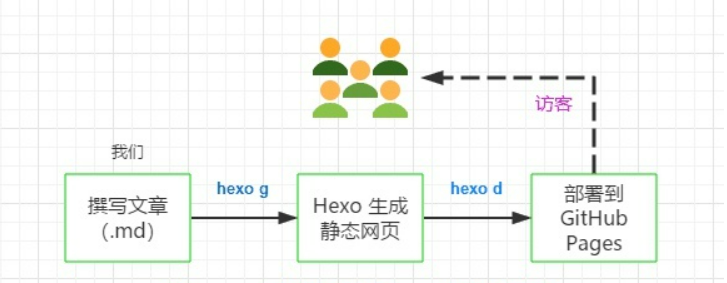 访客
我们
撰写文章
（.md）
hexo g
Hexo 生成
静态网页
hexo d
部署到
GitHub
Pages